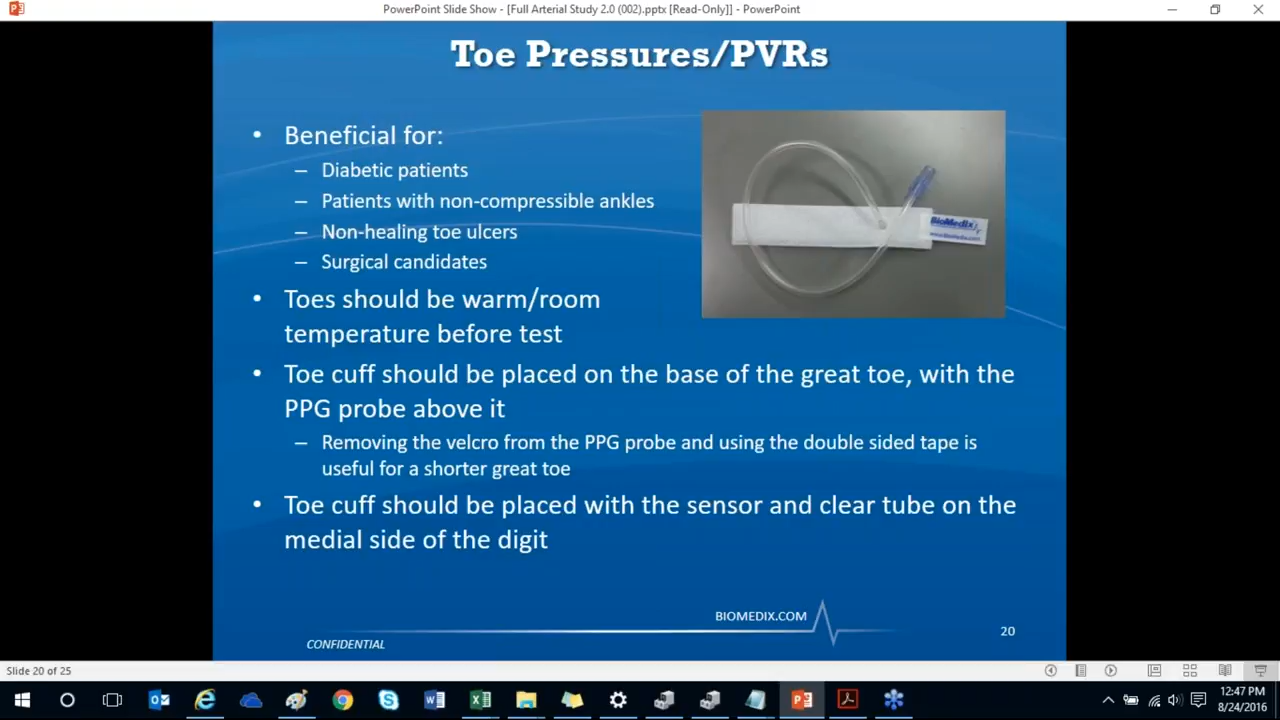 PowerPoint Slide Show - [Full Arterial Study 2.0 (002).pptx [Read-Only]] - PowerPoint
Toe Pressures/PVRs
• Beneficial for:
– Diabetic patients
– Patients with non-compressible ankles
– Non-healing toe ulcers
– Surgical candidates
BioMedix
www.BioMedix.com
• Toes should be warm/room
temperature before test
• Toe cuff should be placed on the base of the great toe, with the
PPG probe above it
– Removing the velcro from the PPG probe and using the double sided tape is
useful for a shorter great toe
• Toe cuff should be placed with the sensor and clear tube on the
medial side of the digit
BIOMEDIX.COM
CONFIDENTIAL
20
Slide 20 of 25
12:47 PM
8/24/2016